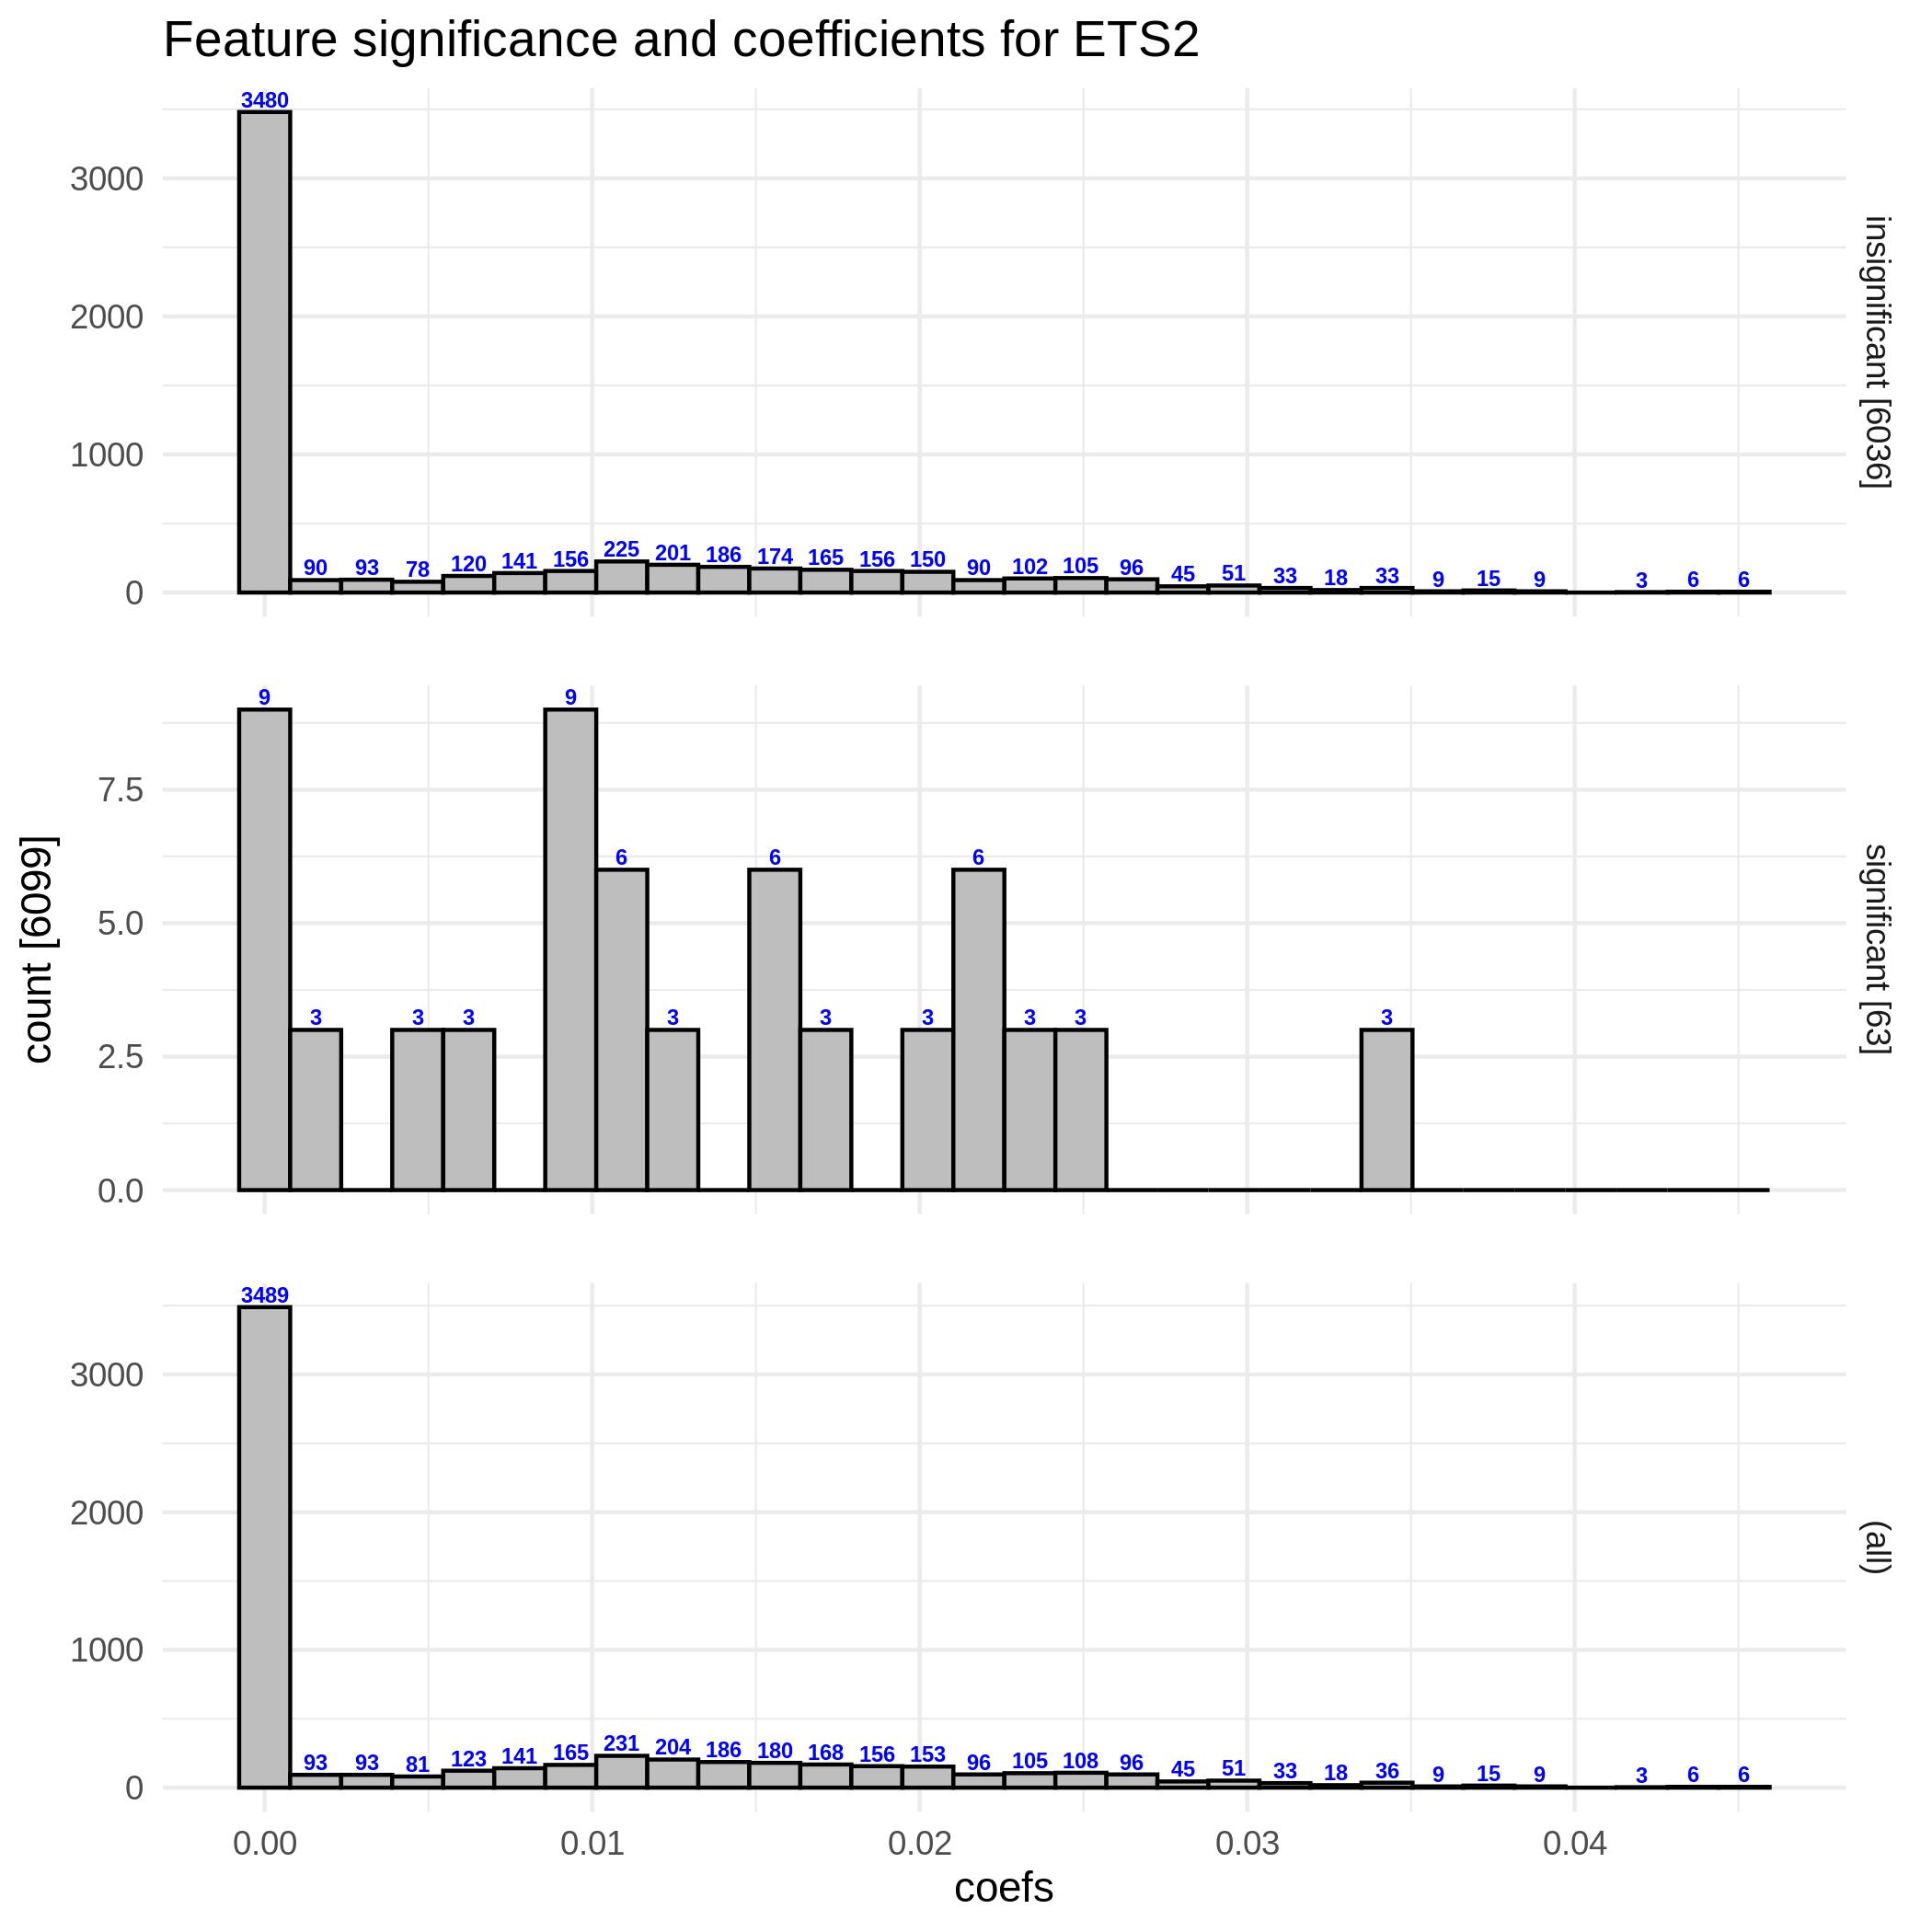 Feature significance and coefficients for ETS2
count [6099]
3480
90 93 78 120 141 156 225 201 186 174 165 156 150 90 102 105 96 45 51 33 18 33 9 15 9 3 6 6
3000
2000
1000
0
insignificant [6036]
9 3 3 3 9 6 3 6 3 3 6 3 3 3
7.5
5.0
2.5
0.0
significant [63]
3489
93 93 81 123 141 165 231 204 186 180 168 156 153 96 105 108 96 45 51 33 18 36 9 15 9 3 6 6
3000
2000
1000
0
(all)
0.00 0.01 0.02 0.03 0.04
coefs